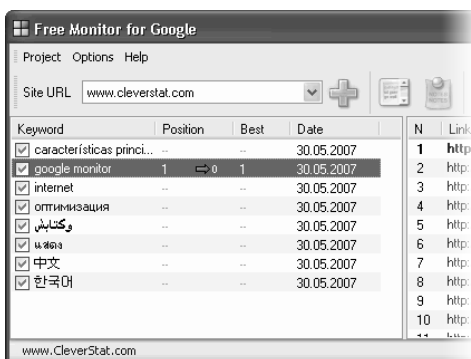 Free Monitor for Google
Project Options Help
Site URL www.cleverstat.com
Keyword Position Best Date N Link
características princi... -- -- 30.05.2007 1 http
google monitor 1 0 1 30.05.2007 2 http:
internet -- -- 30.05.2007 3 http:
оптимизация -- -- 30.05.2007 4 http:
-- -- 30.05.2007 5 http:
แสดง -- -- 30.05.2007 6 http:
中文 -- -- 30.05.2007 7 http:
한국어 -- -- 30.05.2007 8 http:
9 http:
10 http:
www.CleverStat.com